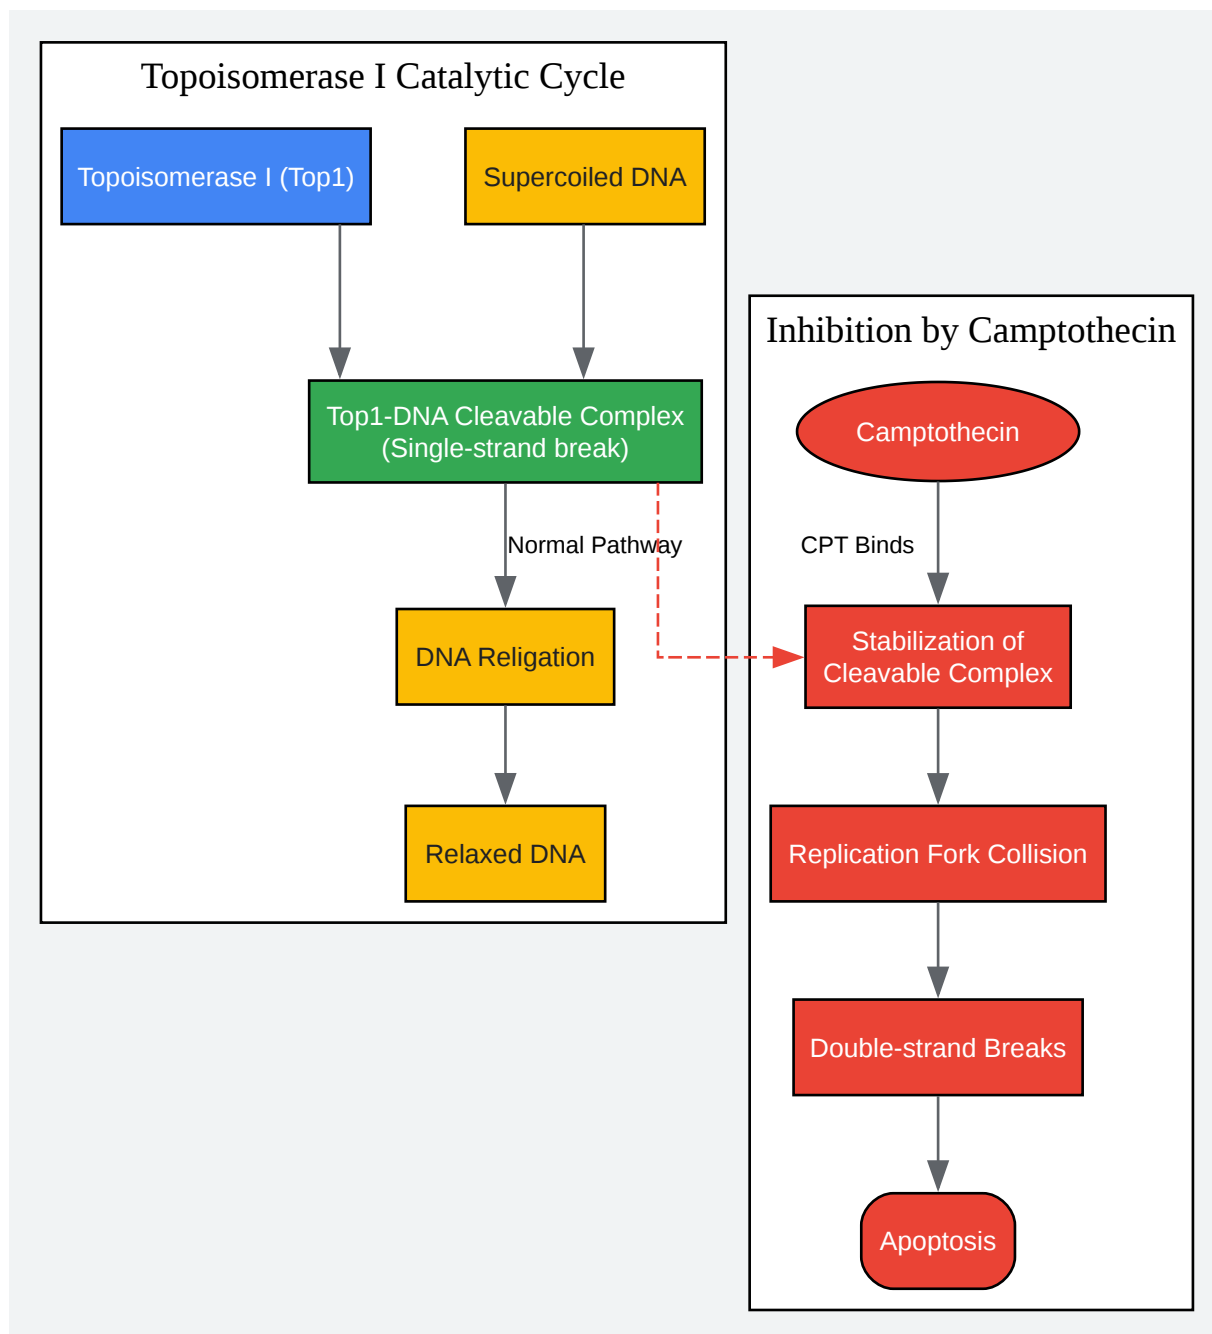 Topoisomerase I Catalytic Cycle
Topoisomerase I (Top1)
Supercoiled DNA
Top1-DNA Cleavable Complex
(Single-strand break)
Normal Pathway
DNA Religation
Relaxed DNA
Inhibition by Camptothecin
Camptothecin
CPT Binds
Stabilization of
Cleavable Complex
Replication Fork Collision
Double-strand Breaks
Apoptosis